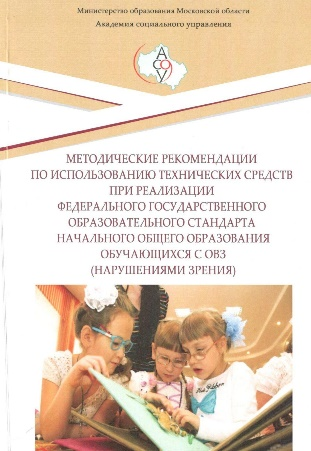 Министерство образования Московской области
Академия социального управления
АСОУ
МЕТОДИЧЕСКИЕ РЕКОМЕНДАЦИИ
ПО ИСПОЛЬЗОВАНИЮ ТЕХНИЧЕСКИХ СРЕДСТВ
ПРИ РЕАЛИЗАЦИИ
ФЕДЕРАЛЬНОГО ГОСУДАРСТВЕННОГО
ОБРАЗОВАТЕЛЬНОГО СТАНДАРТА
НАЧАЛЬНОГО ОБЩЕГО ОБРАЗОВАНИЯ
ОБУЧАЮЩИХСЯ С ОВЗ
(НАРУШЕНИЯМИ ЗРЕНИЯ)